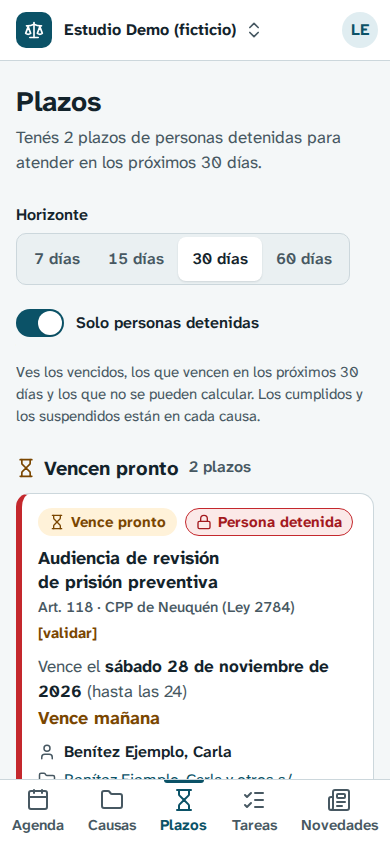 Estudio Demo (ficticio)
LE
Plazos
Tenés 2 plazos de personas detenidas para
atender en los próximos 30 días.
Horizonte
7 días
15 días
30 días
60 días
Solo personas detenidas
Ves los vencidos, los que vencen en los próximos 30
días y los que no se pueden calcular. Los cumplidos y
los suspendidos están en cada causa.
Vencen pronto 2 plazos
Vence pronto
Persona detenida
Audiencia de revisión
de prisión preventiva
Art. 118 · CPP de Neuquén (Ley 2784)
[validar]
Vence el sábado 28 de noviembre de
2026 (hasta las 24)
Vence mañana
Benítez Ejemplo, Carla
Benítez Ejemplo, Carla y otros s/
Agenda
Causas
Plazos
Tareas
Novedades